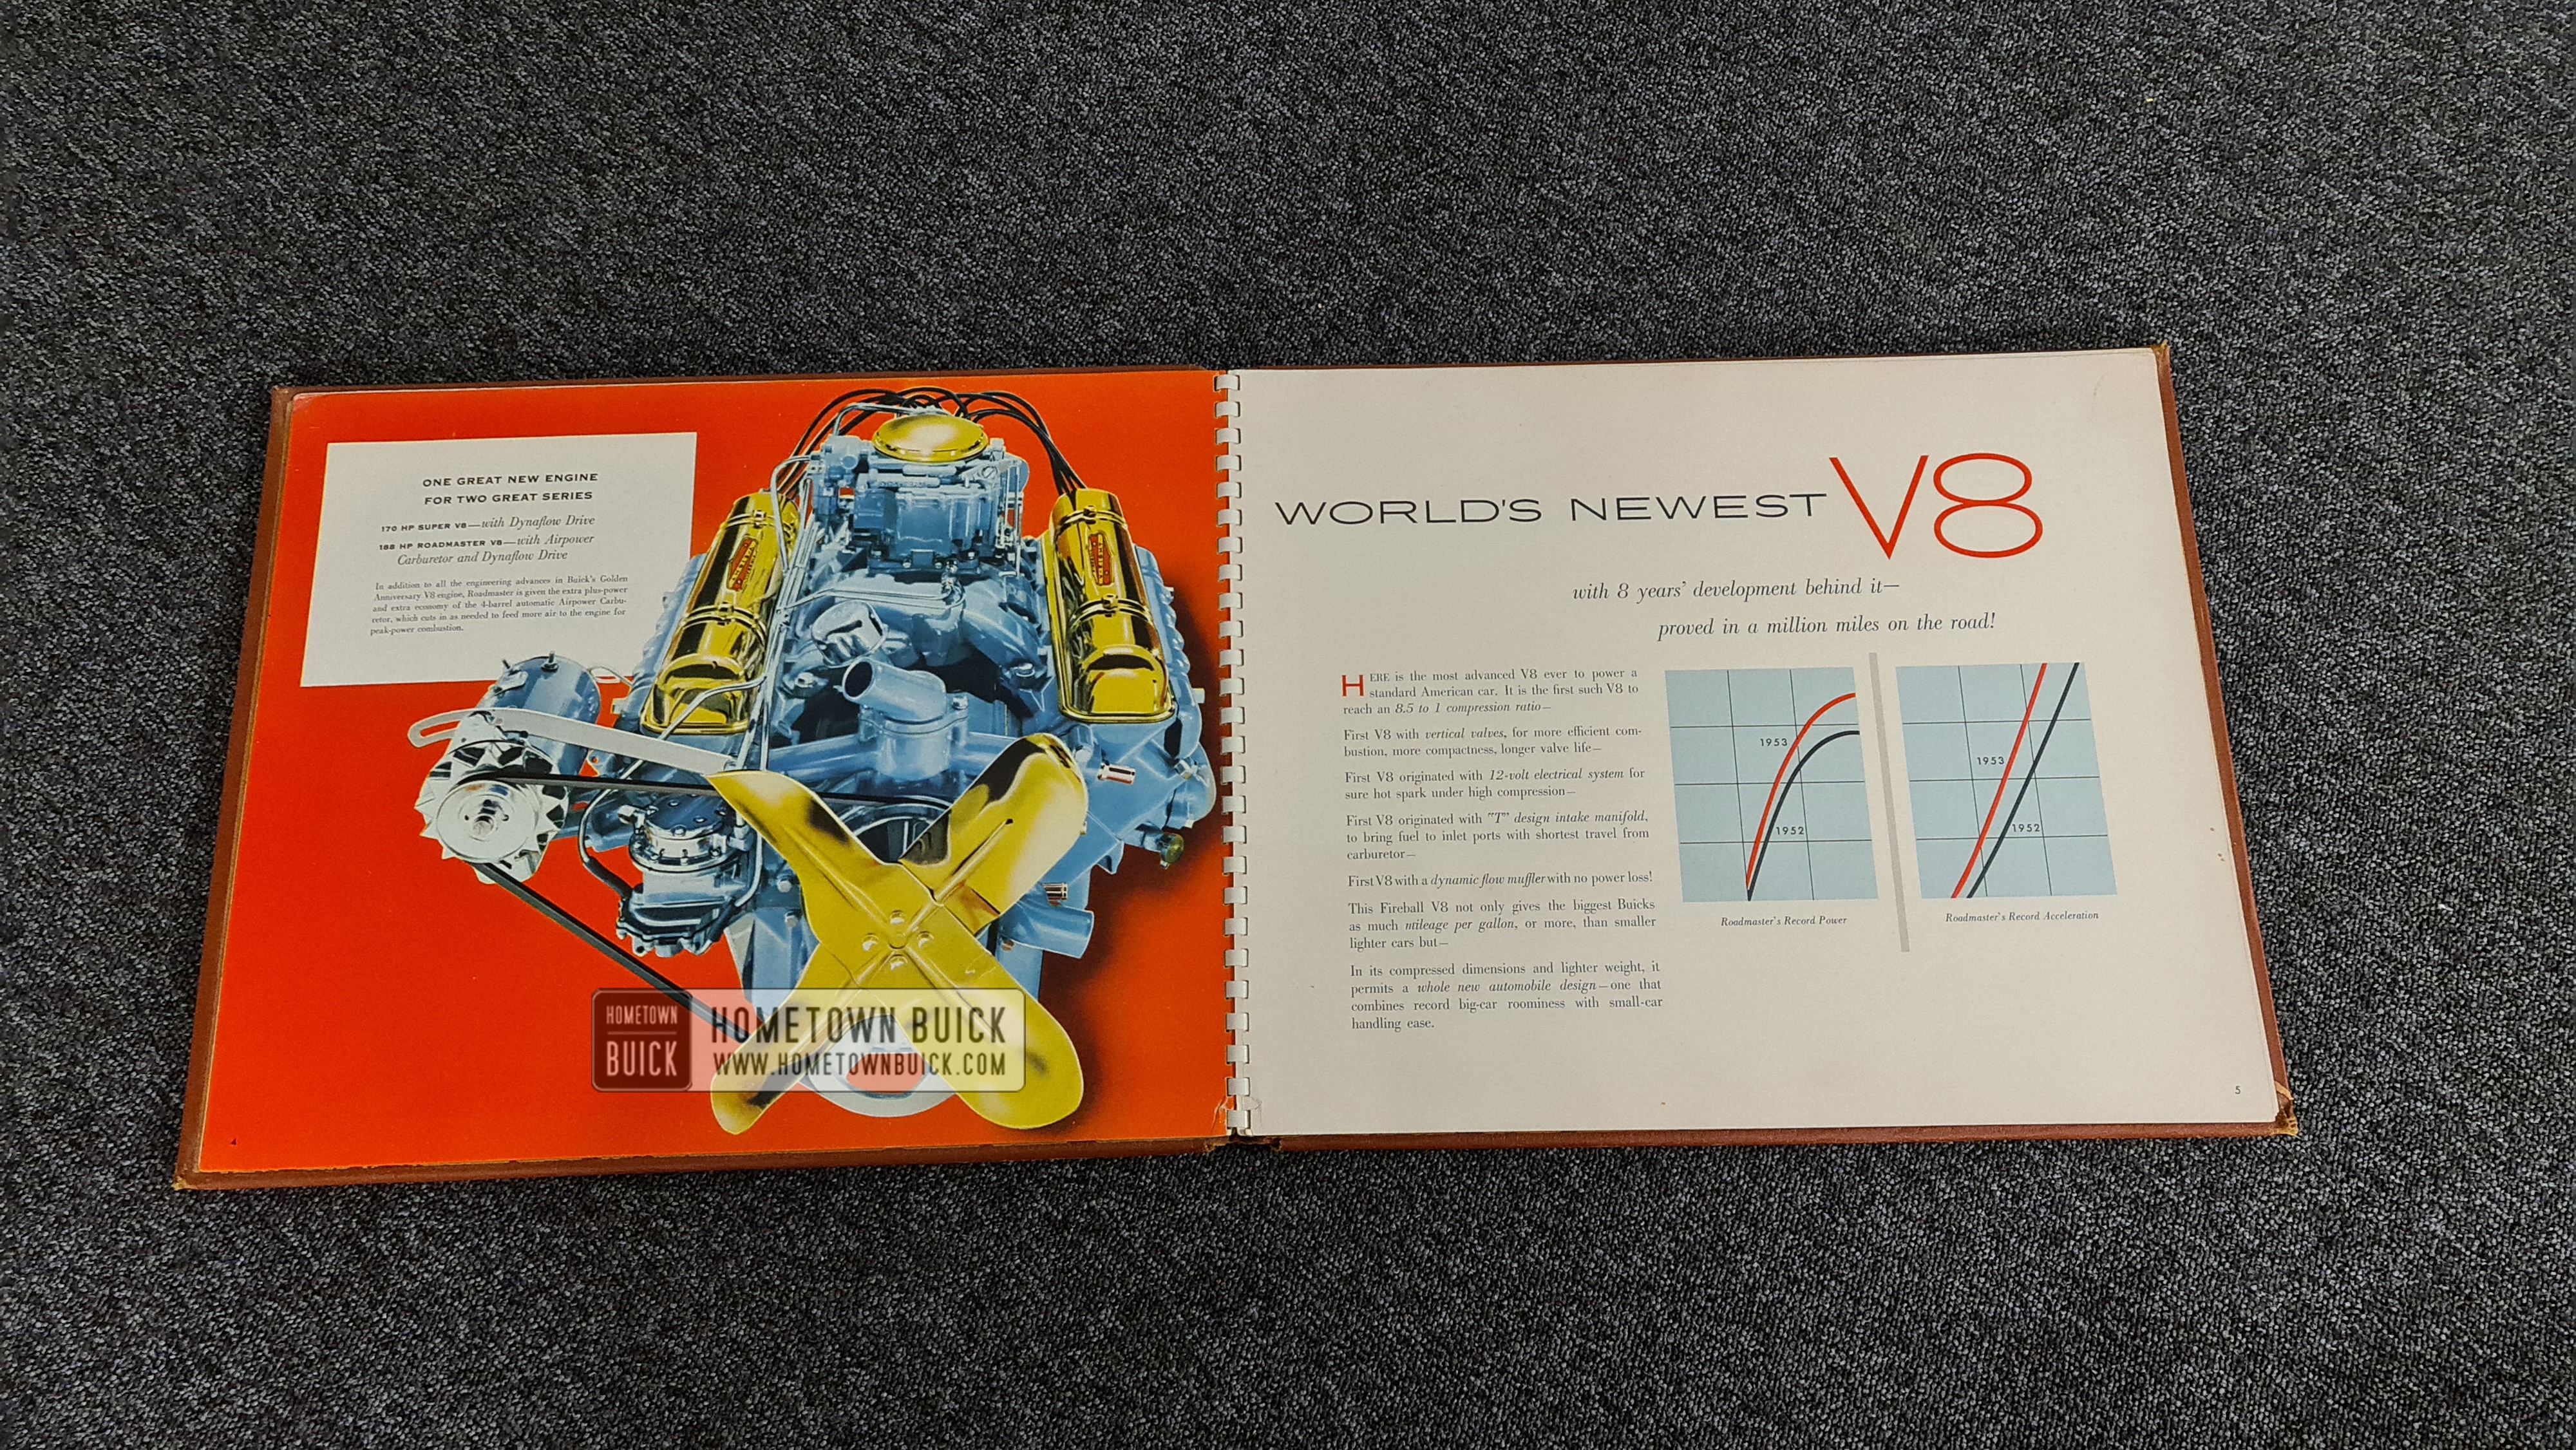 ONE GREAT NEW ENGINE
FOR TWO GREAT SERIES
170 HP SUPER V8—with Dynaflow Drive
188 HP ROADMASTER V8—with Airpower
Carburetor and Dynaflow Drive
In addition to all the engineering advances in Buick's Golden
Anniversary V8 engine, Roadmaster is given the extra plus-power
and extra economy of the 4-barrel automatic Airpower Carbu-
retor, which cuts in as needed to feed more air to the engine for
peak-power combustion.
HOMETOWN
BUICK
HOMETOWN BUICK
WWW.HOMETOWNBUICK.COM
4
WORLD'S NEWEST V8
with 8 years' development behind it—
proved in a million miles on the road!
HERE is the most advanced V8 ever to power a
standard American car. It is the first such V8 to
reach an 8.5 to 1 compression ratio—
First V8 with vertical valves, for more efficient com-
bustion, more compactness, longer valve life—
First V8 originated with 12-volt electrical system for
sure hot spark under high compression—
First V8 originated with "T" design intake manifold,
to bring fuel to inlet ports with shortest travel from
carburetor—
First V8 with a dynamic flow muffler with no power loss!
This Fireball V8 not only gives the biggest Buicks
as much mileage per gallon, or more, than smaller
lighter cars but—
In its compressed dimensions and lighter weight, it
permits a whole new automobile design—one that
combines record big-car roominess with small-car
handling ease.
1953
1952
Roadmaster's Record Power
1953
1952
Roadmaster's Record Acceleration
5